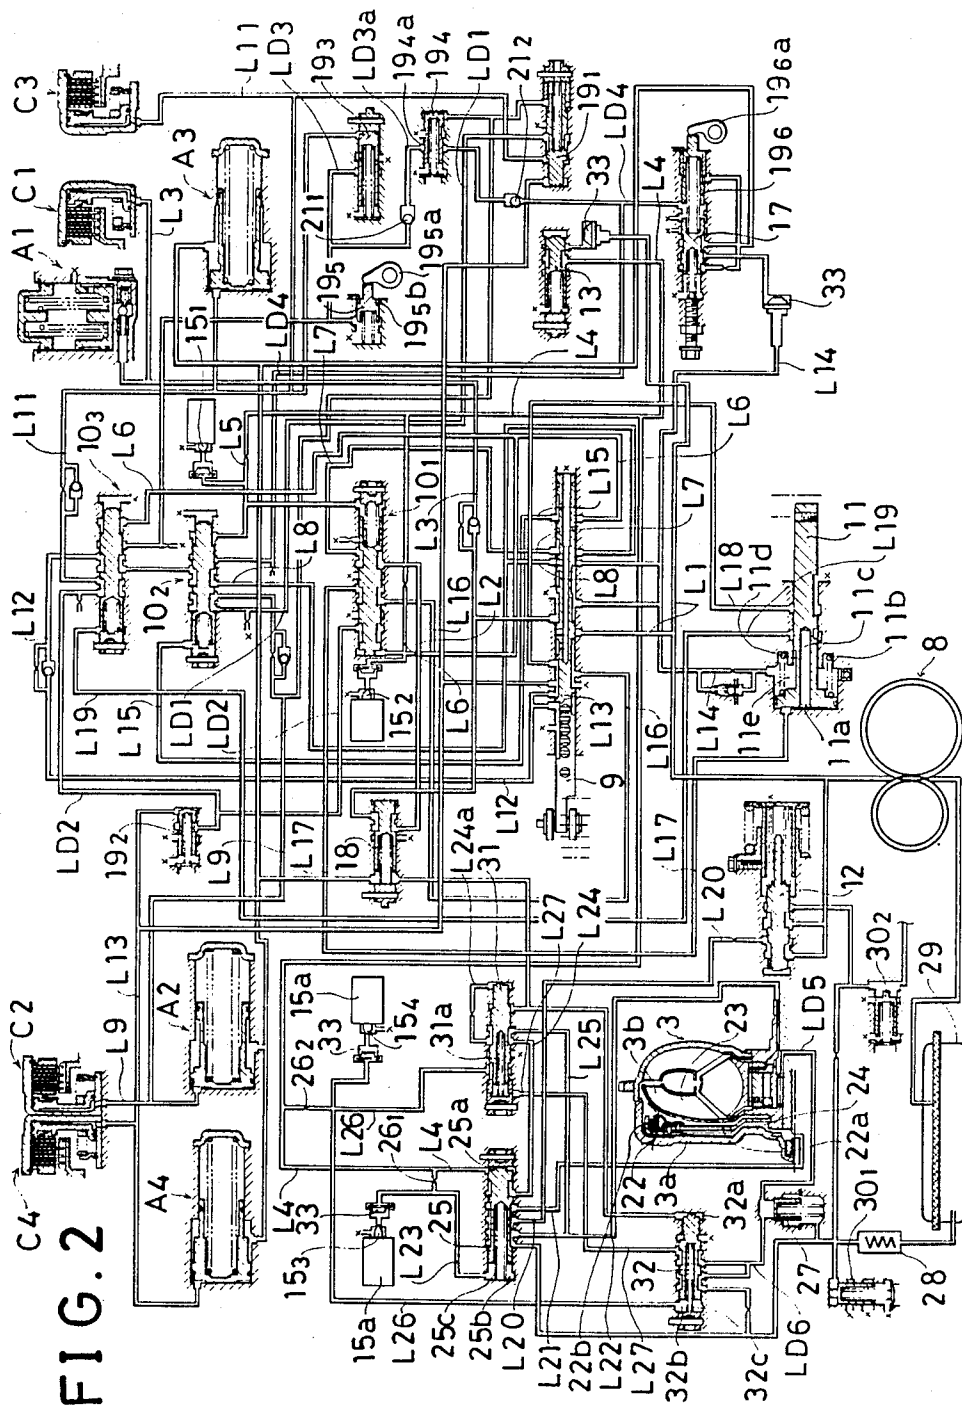 FIG. 2
C4
C2
L9
L13
A4
A2
LD2
19₂
L9
L17
18
L12
L19
L15
LD1
LD2
10₂
L12
L11
10₃
L6
A1
C1
L3
A3
C3
L11
LD3
19₃
LD3a
19₄a
19₄
LD1
21₂
19₁
LD4
15₁
LD4
L7
L5
19₅
21₁
19₅a
19₅b
13
33
L4
19₆a
19₆
17
33
L14
L4
L6
L15
L7
L8
L8
10₁
L3
L16
L2
15₂
L6
L13
9
L12
L16
L1
L14
11e
L18
11d
11
L19
11c
11b
11a
8
L24a
31
31a
L27
L24
L17
L20
12
15a
33
15₄
26₂
L26
26₁
L4
25a
L4
33
15₃
15a
L26
L23
25
25c
25b
L20
L21
22b
L22
L27
32b
32
32a
32c
LD6
L25
3b
3
23
22
3a
24
22a
LD5
30₂
29
30₁
27
28